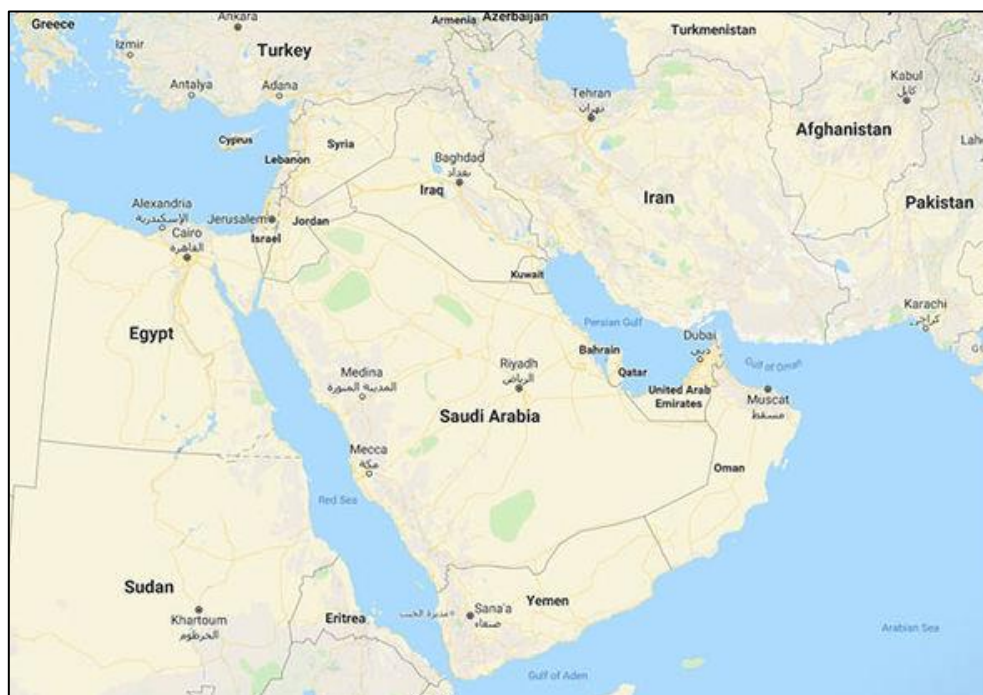 Greece
Ankara
Armenia
Azerbaijan
Turkmenistan
Izmir
Turkey
Antalya
Adana
Tehran
تهران
Kabul
کابل
Afghanistan
Cyprus
Syria
Lebanon
Baghdad
بغداد
Iraq
Iran
Pakistan
Alexandria
الإسكندرية
Jerusalem
Jordan
Israel
Cairo
القاهرة
Kuwait
Karachi
کراچی
Egypt
Persian Gulf
Dubai
دبي
Bahrain
Qatar
Gulf of Oman
Medina
المدينة المنورة
Riyadh
الرياض
United Arab
Emirates
Muscat
مسقط
Saudi Arabia
Mecca
مكة
Oman
Red Sea
Sudan
Khartoum
الخرطوم
Eritrea
Sana'a
صنعاء
Yemen
Arabian Sea
Gulf of Aden